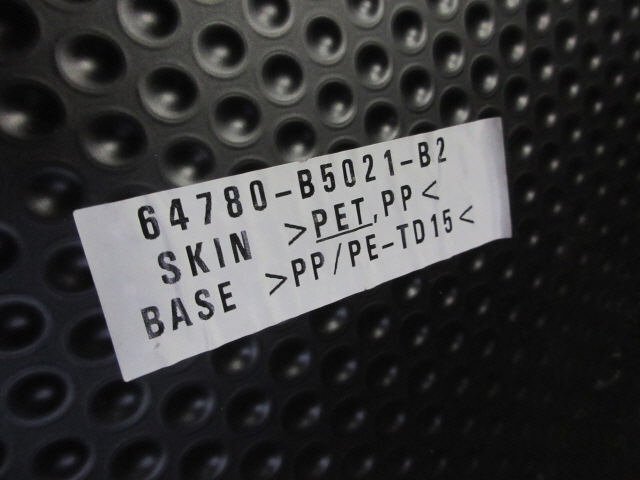 64780-B5021-B2
SKIN >PET,PP<
BASE >PP/PE-TD15<